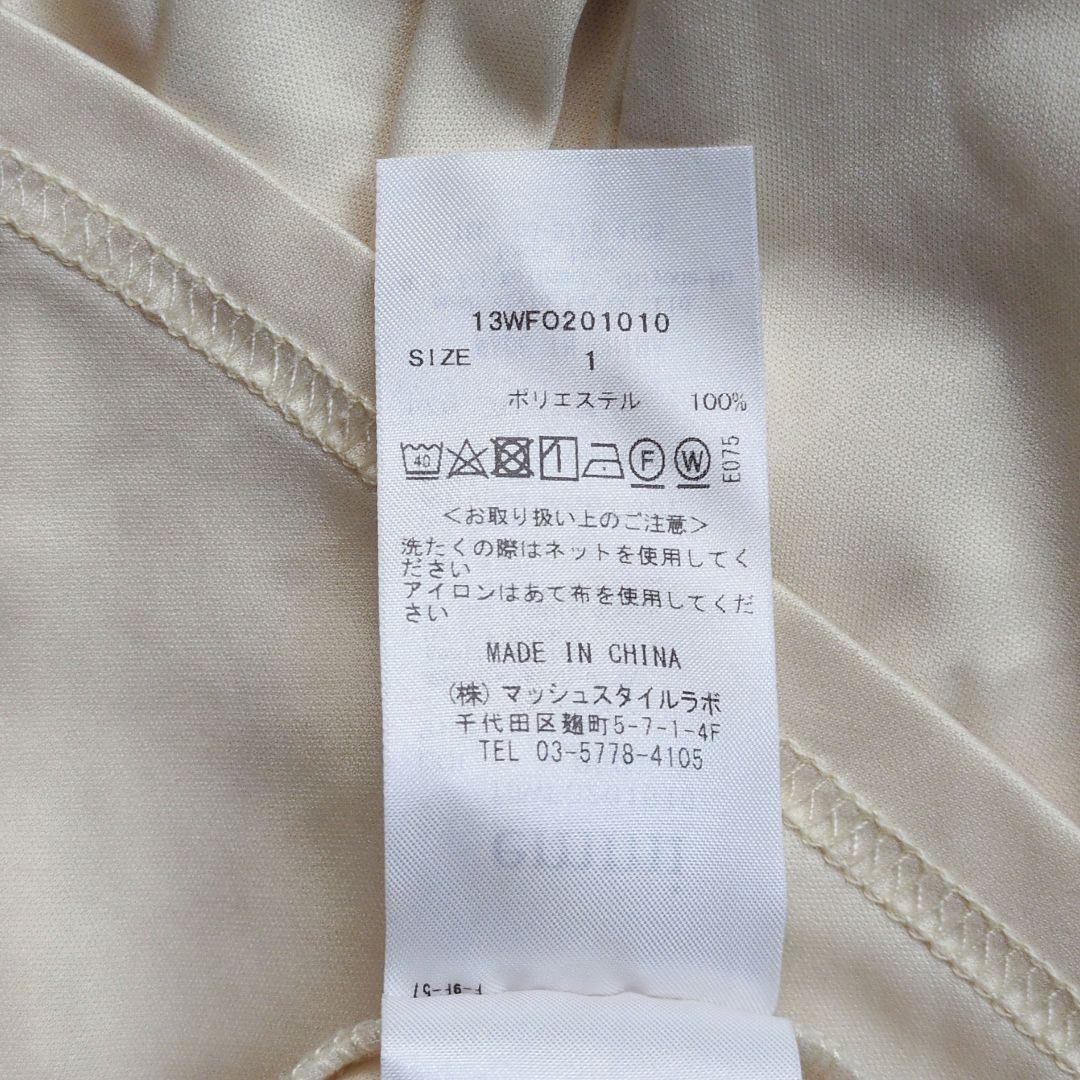 13WFO201010
SIZE 1
ポリエステル 100%
40 F W E075
＜お取り扱い上のご注意＞
洗たくの際はネットを使用してく
ださい
アイロンはあて布を使用してくだ
さい
MADE IN CHINA
(株)マッシュスタイルラボ
千代田区麹町5-7-1-4F
TEL 03-5778-4105